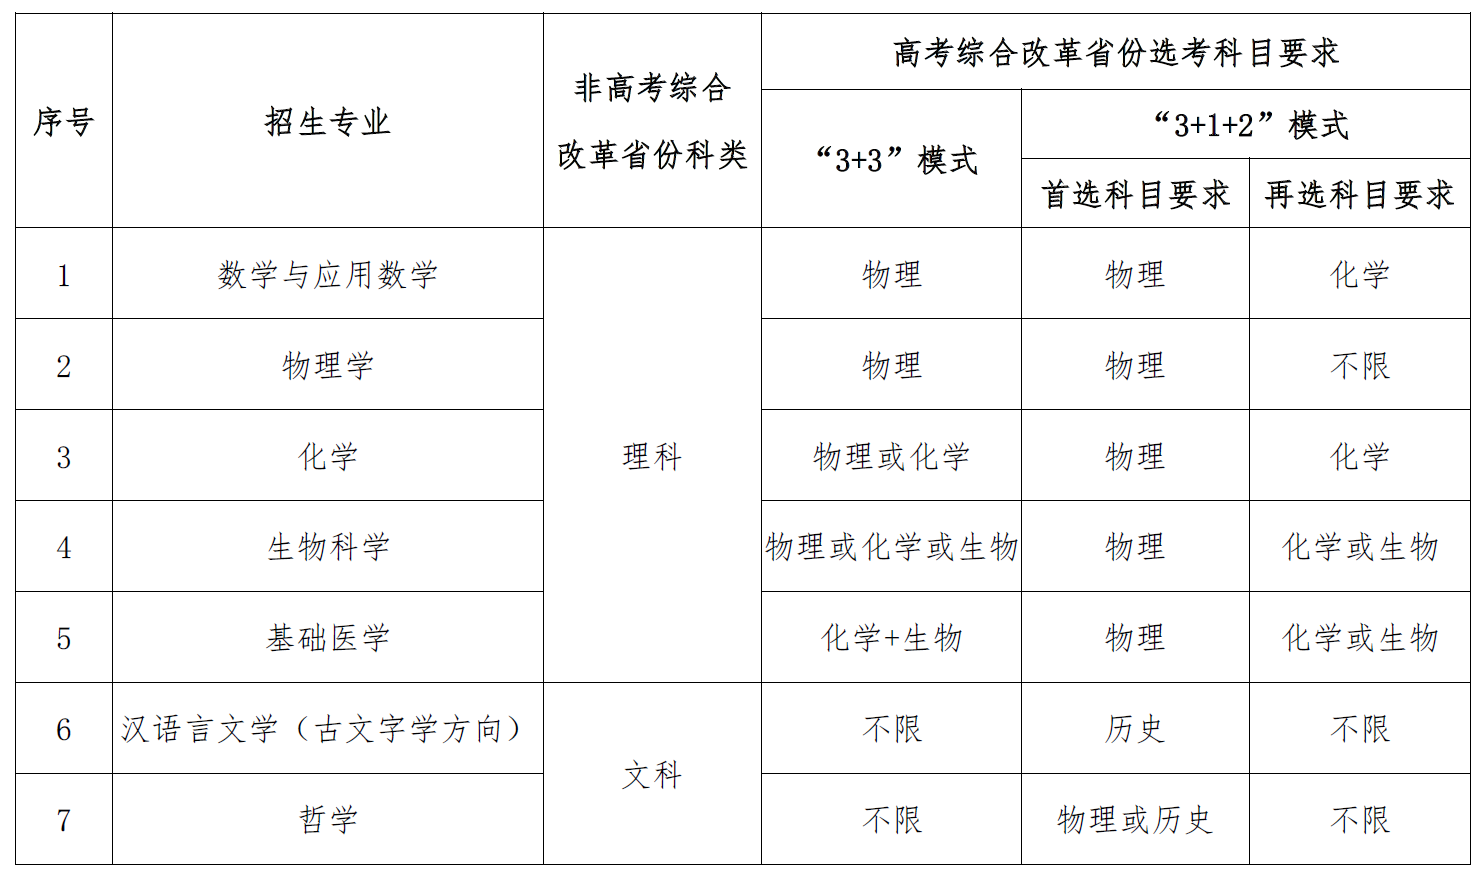 序号
招生专业
非高考综合
改革省份科类
高考综合改革省份选考科目要求
“3+3”模式
“3+1+2”模式
首选科目要求
再选科目要求
1
数学与应用数学
理科
物理
物理
化学
2
物理学
物理
物理
不限
3
化学
物理或化学
物理
化学
4
生物科学
物理或化学或生物
物理
化学或生物
5
基础医学
化学+生物
物理
化学或生物
6
汉语言文学（古文字学方向）
文科
不限
历史
不限
7
哲学
不限
物理或历史
不限